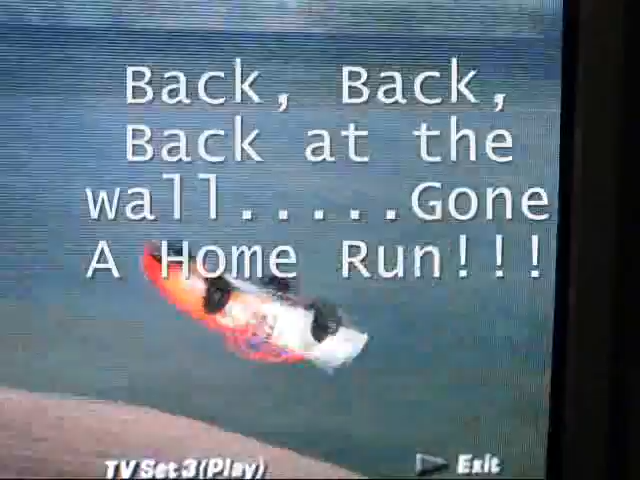 Back, Back,
Back at the
wall.....Gone
A Home Run!!!
TV Set 3(Play)
Exit